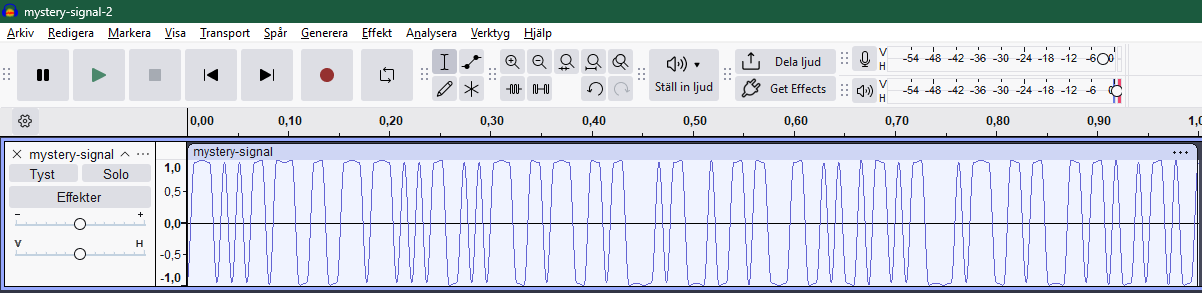 mystery-signal-2
Arkiv Redigera Markera Visa Transport Spår Generera Effekt Analysera Verktyg Hjälp
Ställ in ljud
Dela ljud
Get Effects
V
H
-54 -48 -42 -36 -30 -24 -18 -12 -6 0
V
H
-54 -48 -42 -36 -30 -24 -18 -12 -6 0
0,00 0,10 0,20 0,30 0,40 0,50 0,60 0,70 0,80 0,90 1,0
mystery-signal
Tyst Solo
Effekter
- +
V H
1,0
0,5
0,0
-0,5
-1,0
mystery-signal